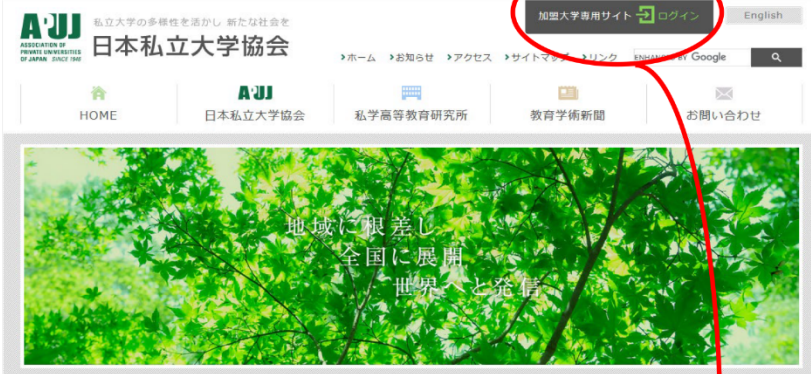 私立大学の多様性を活かし 新たな社会を
加盟大学専用サイト ログイン
English
APUJ
ASSOCIATION OF
PRIVATE UNIVERSITIES
OF JAPAN SINCE 1946
日本私立大学協会
ホーム お知らせ アクセス サイトマップ リンク
ENHANCED BY Google
HOME
APUJ
日本私立大学協会
私学高等教育研究所
教育学術新聞
お問い合わせ
地域に根差し
全国に展開
世界へと発信